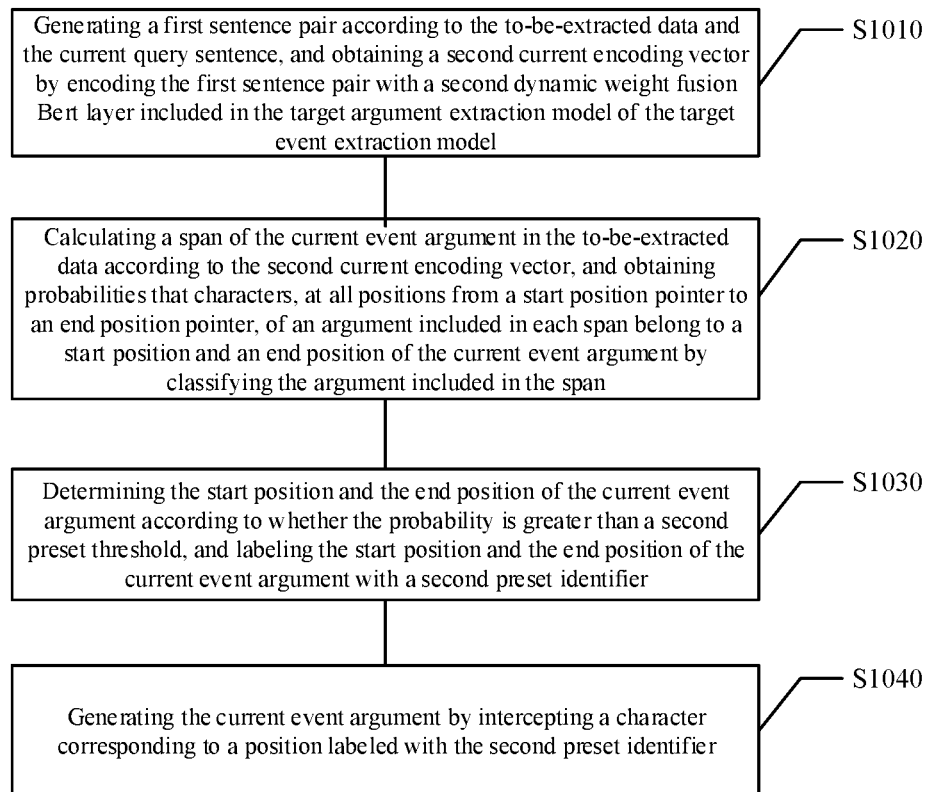 Generating a first sentence pair according to the to-be-extracted data and
the current query sentence, and obtaining a second current encoding vector
by encoding the first sentence pair with a second dynamic weight fusion
Bert layer included in the target argument extraction model of the target
event extraction model
S1010
Calculating a span of the current event argument in the to-be-extracted
data according to the second current encoding vector, and obtaining
probabilities that characters, at all positions from a start position pointer to
an end position pointer, of an argument included in each span belong to a
start position and an end position of the current event argument by
classifying the argument included in the span
S1020
Determining the start position and the end position of the current event
argument according to whether the probability is greater than a second
preset threshold, and labeling the start position and the end position of the
current event argument with a second preset identifier
S1030
Generating the current event argument by intercepting a character
corresponding to a position labeled with the second preset identifier
S1040